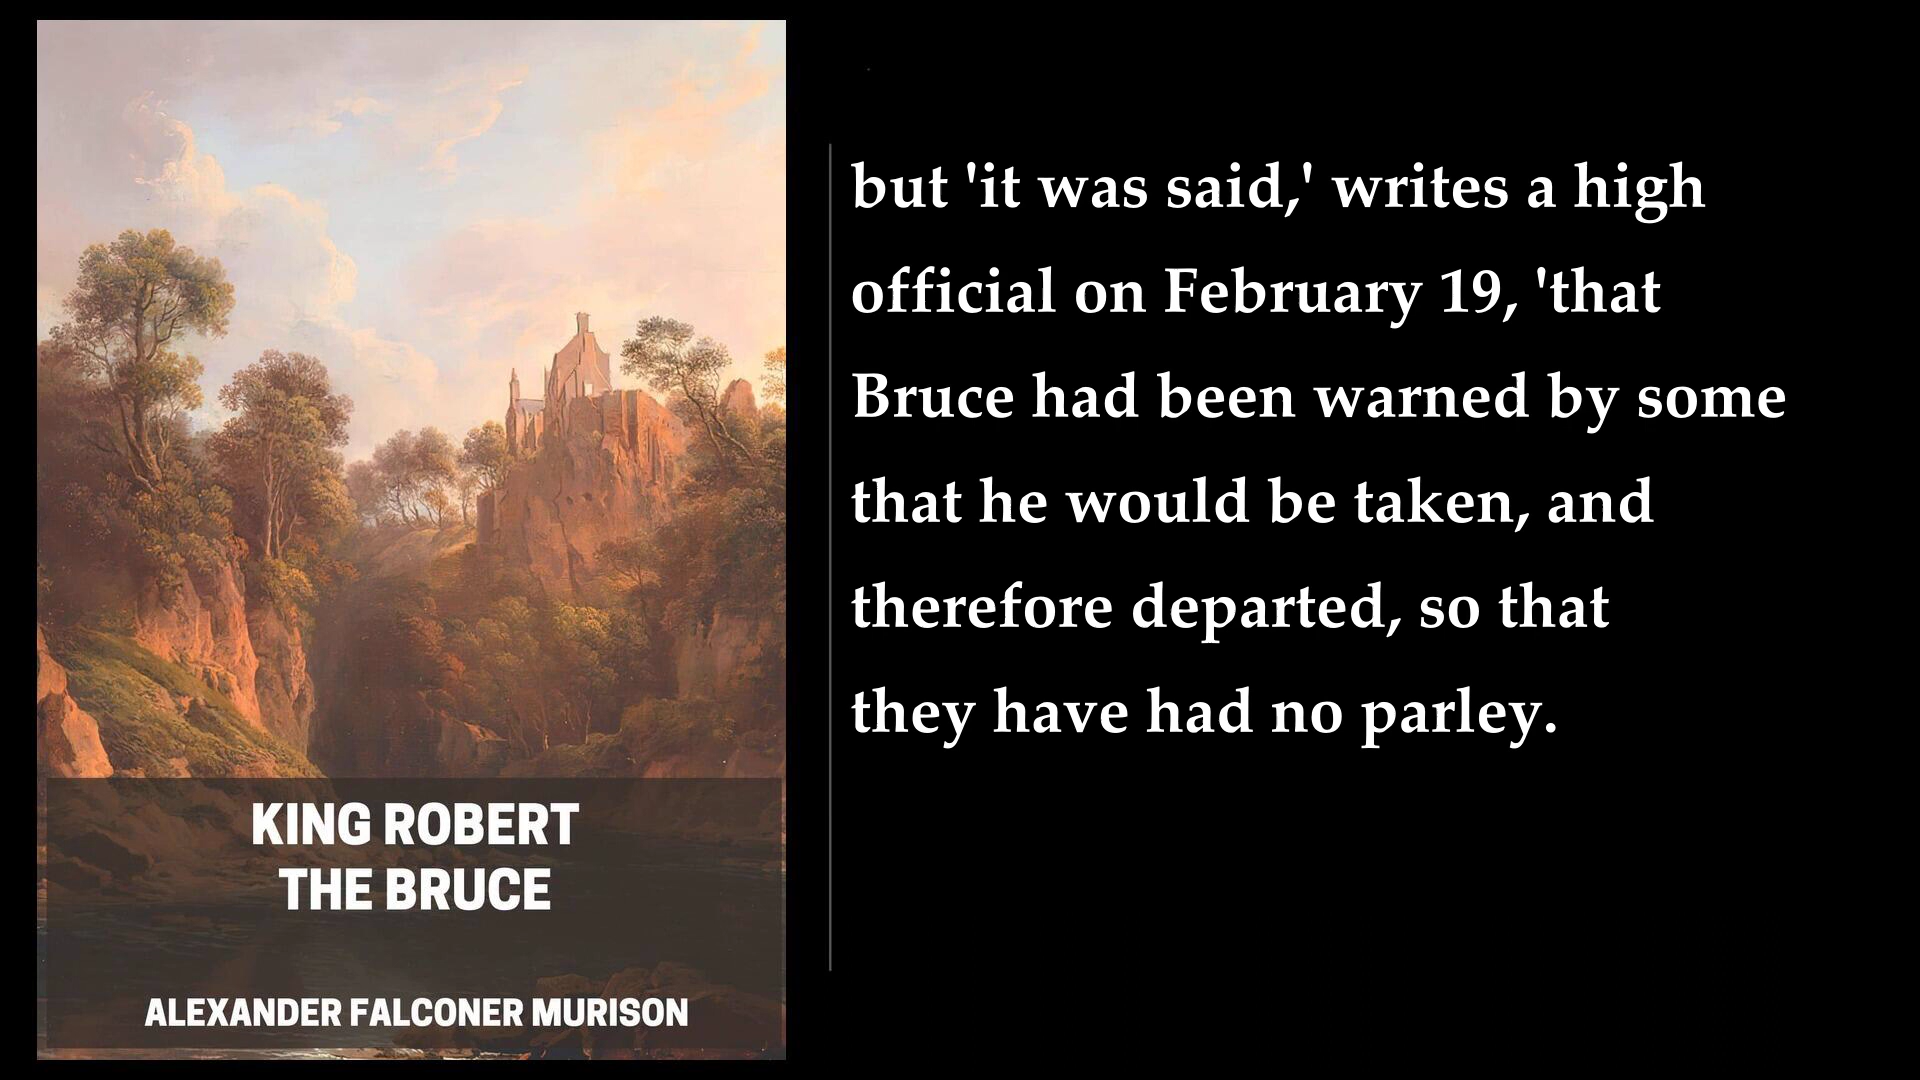 KING ROBERT
THE BRUCE
ALEXANDER FALCONER MURISON
but 'it was said,' writes a high
official on February 19, 'that
Bruce had been warned by some
that he would be taken, and
therefore departed, so that
they have had no parley.